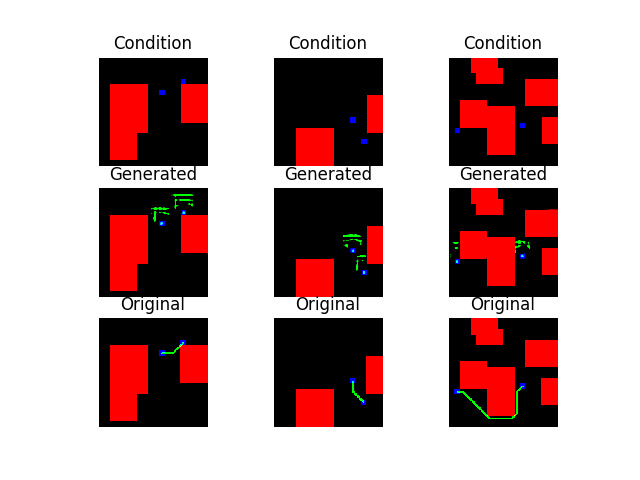 Condition Condition Condition
Generated Generated Generated
Original Original Original